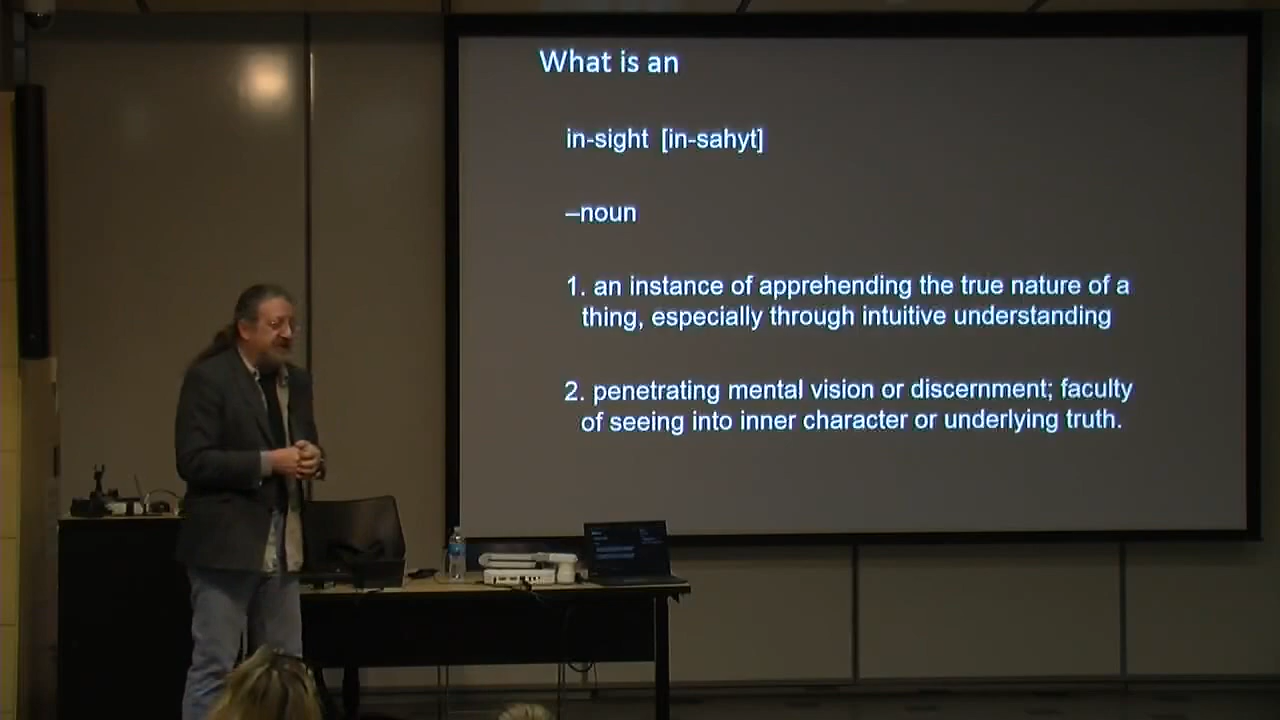 What is an
in-sight [in-sahyt]
–noun
1. an instance of apprehending the true nature of a
thing, especially through intuitive understanding
2. penetrating mental vision or discernment; faculty
of seeing into inner character or underlying truth.